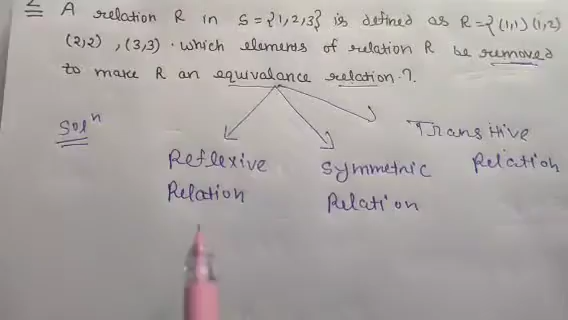 A relation R in S = {1,2,3} is defined as R = { (1,1) (1,2)
(2,2) , (3,3) . which elements of relation R be removed
to make R an equivalance relation.?
Solⁿ
Transitive
Relation
Reflexive
Relation
Symmetric
Relation